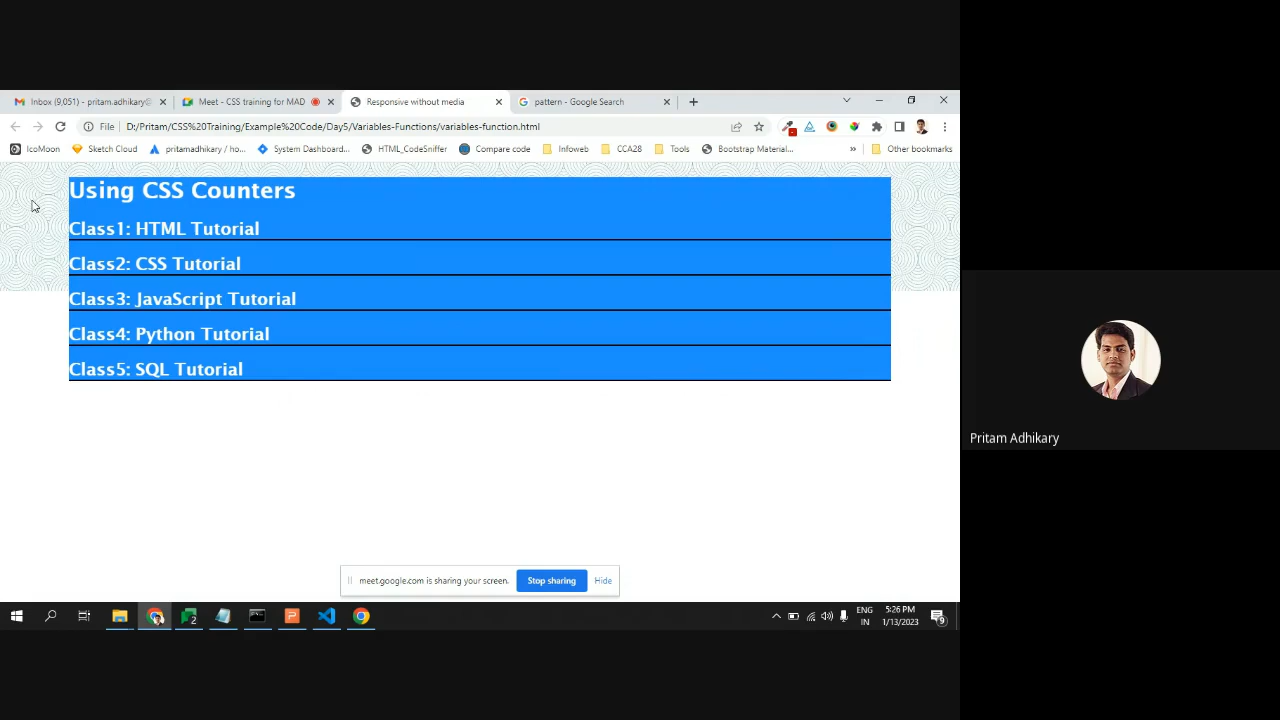 Inbox (9,051) - pritam.adhikary@ Meet - CSS training for MAD Responsive without media pattern - Google Search
File D:/Pritam/CSS%20Training/Example%20Code/Day5/Variables-Functions/variables-function.html
IcoMoon Sketch Cloud pritamadhikary / ho... System Dashboard... HTML_CodeSniffer Compare code Infoweb CCA28 Tools Bootstrap Material... » Other bookmarks
Using CSS Counters
Class1: HTML Tutorial
Class2: CSS Tutorial
Class3: JavaScript Tutorial
Class4: Python Tutorial
Class5: SQL Tutorial
Pritam Adhikary
meet.google.com is sharing your screen. Stop sharing Hide
ENG 5:26 PM
IN 1/13/2023
2
9